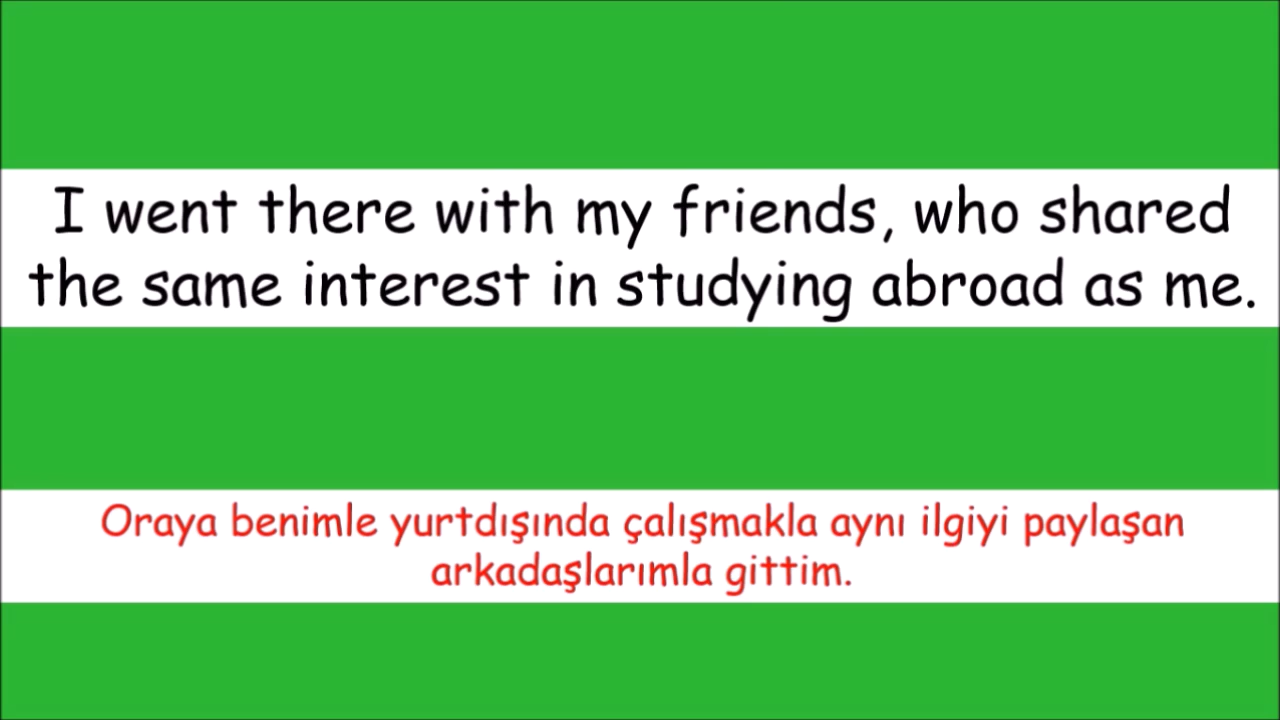 I went there with my friends, who shared
the same interest in studying abroad as me.
Oraya benimle yurtdışında çalışmakla aynı ilgiyi paylaşan
arkadaşlarımla gittim.